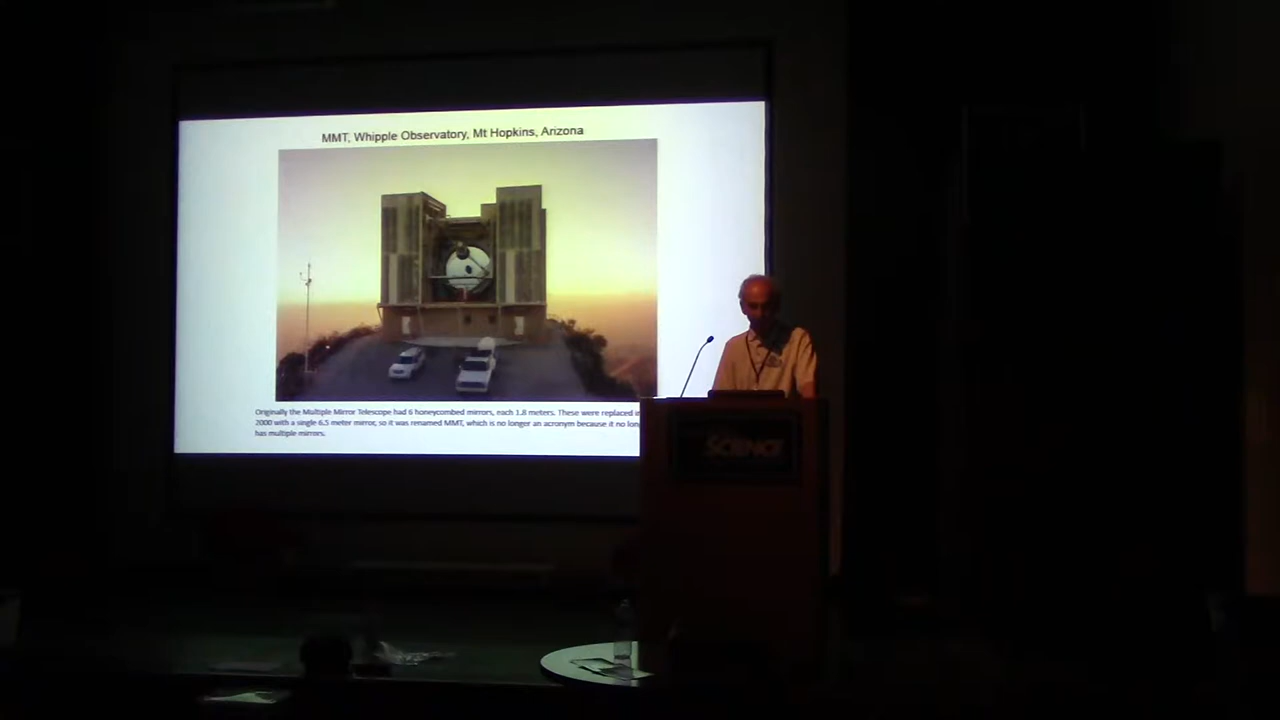 MMT, Whipple Observatory, Mt Hopkins, Arizona
Originally the Multiple Mirror Telescope had 6 honeycombed mirrors, each 1.8 meters. These were replaced
2000 with a single 6.5 meter mirror, so it was renamed MMT, which is no longer an acronym because it no
has multiple mirrors.
SCIENCE